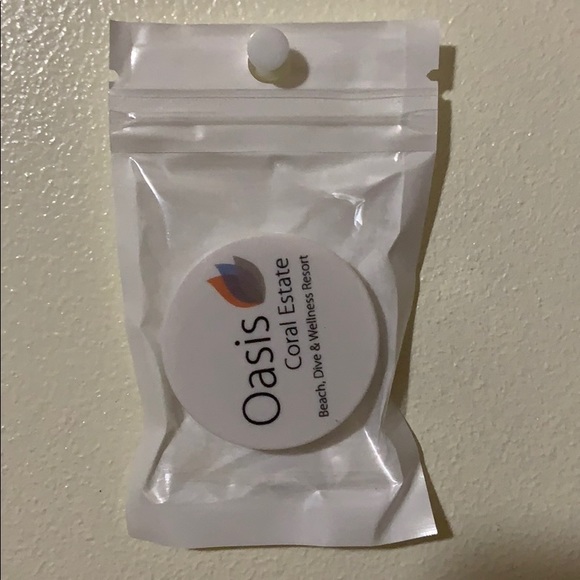 Oasis
Coral Estate
Beach, Dive & Wellness Resort